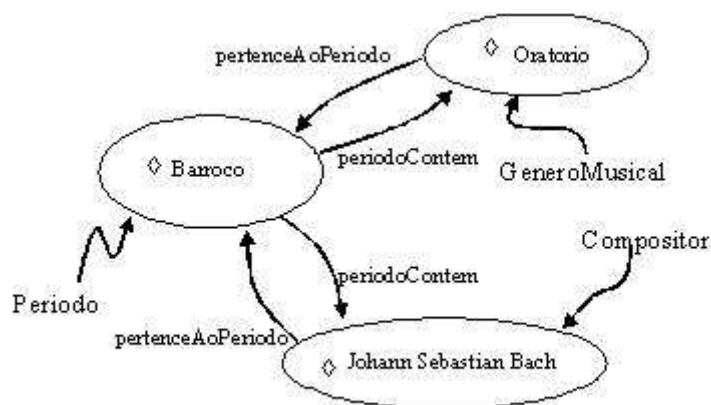 pertenceAoPeriodo
◊ Oratorio
◊ Barroco
periodoContem
GeneroMusical
Compositor
periodoContem
Periodo
pertenceAoPeriodo
◊ Johann Sebastian Bach